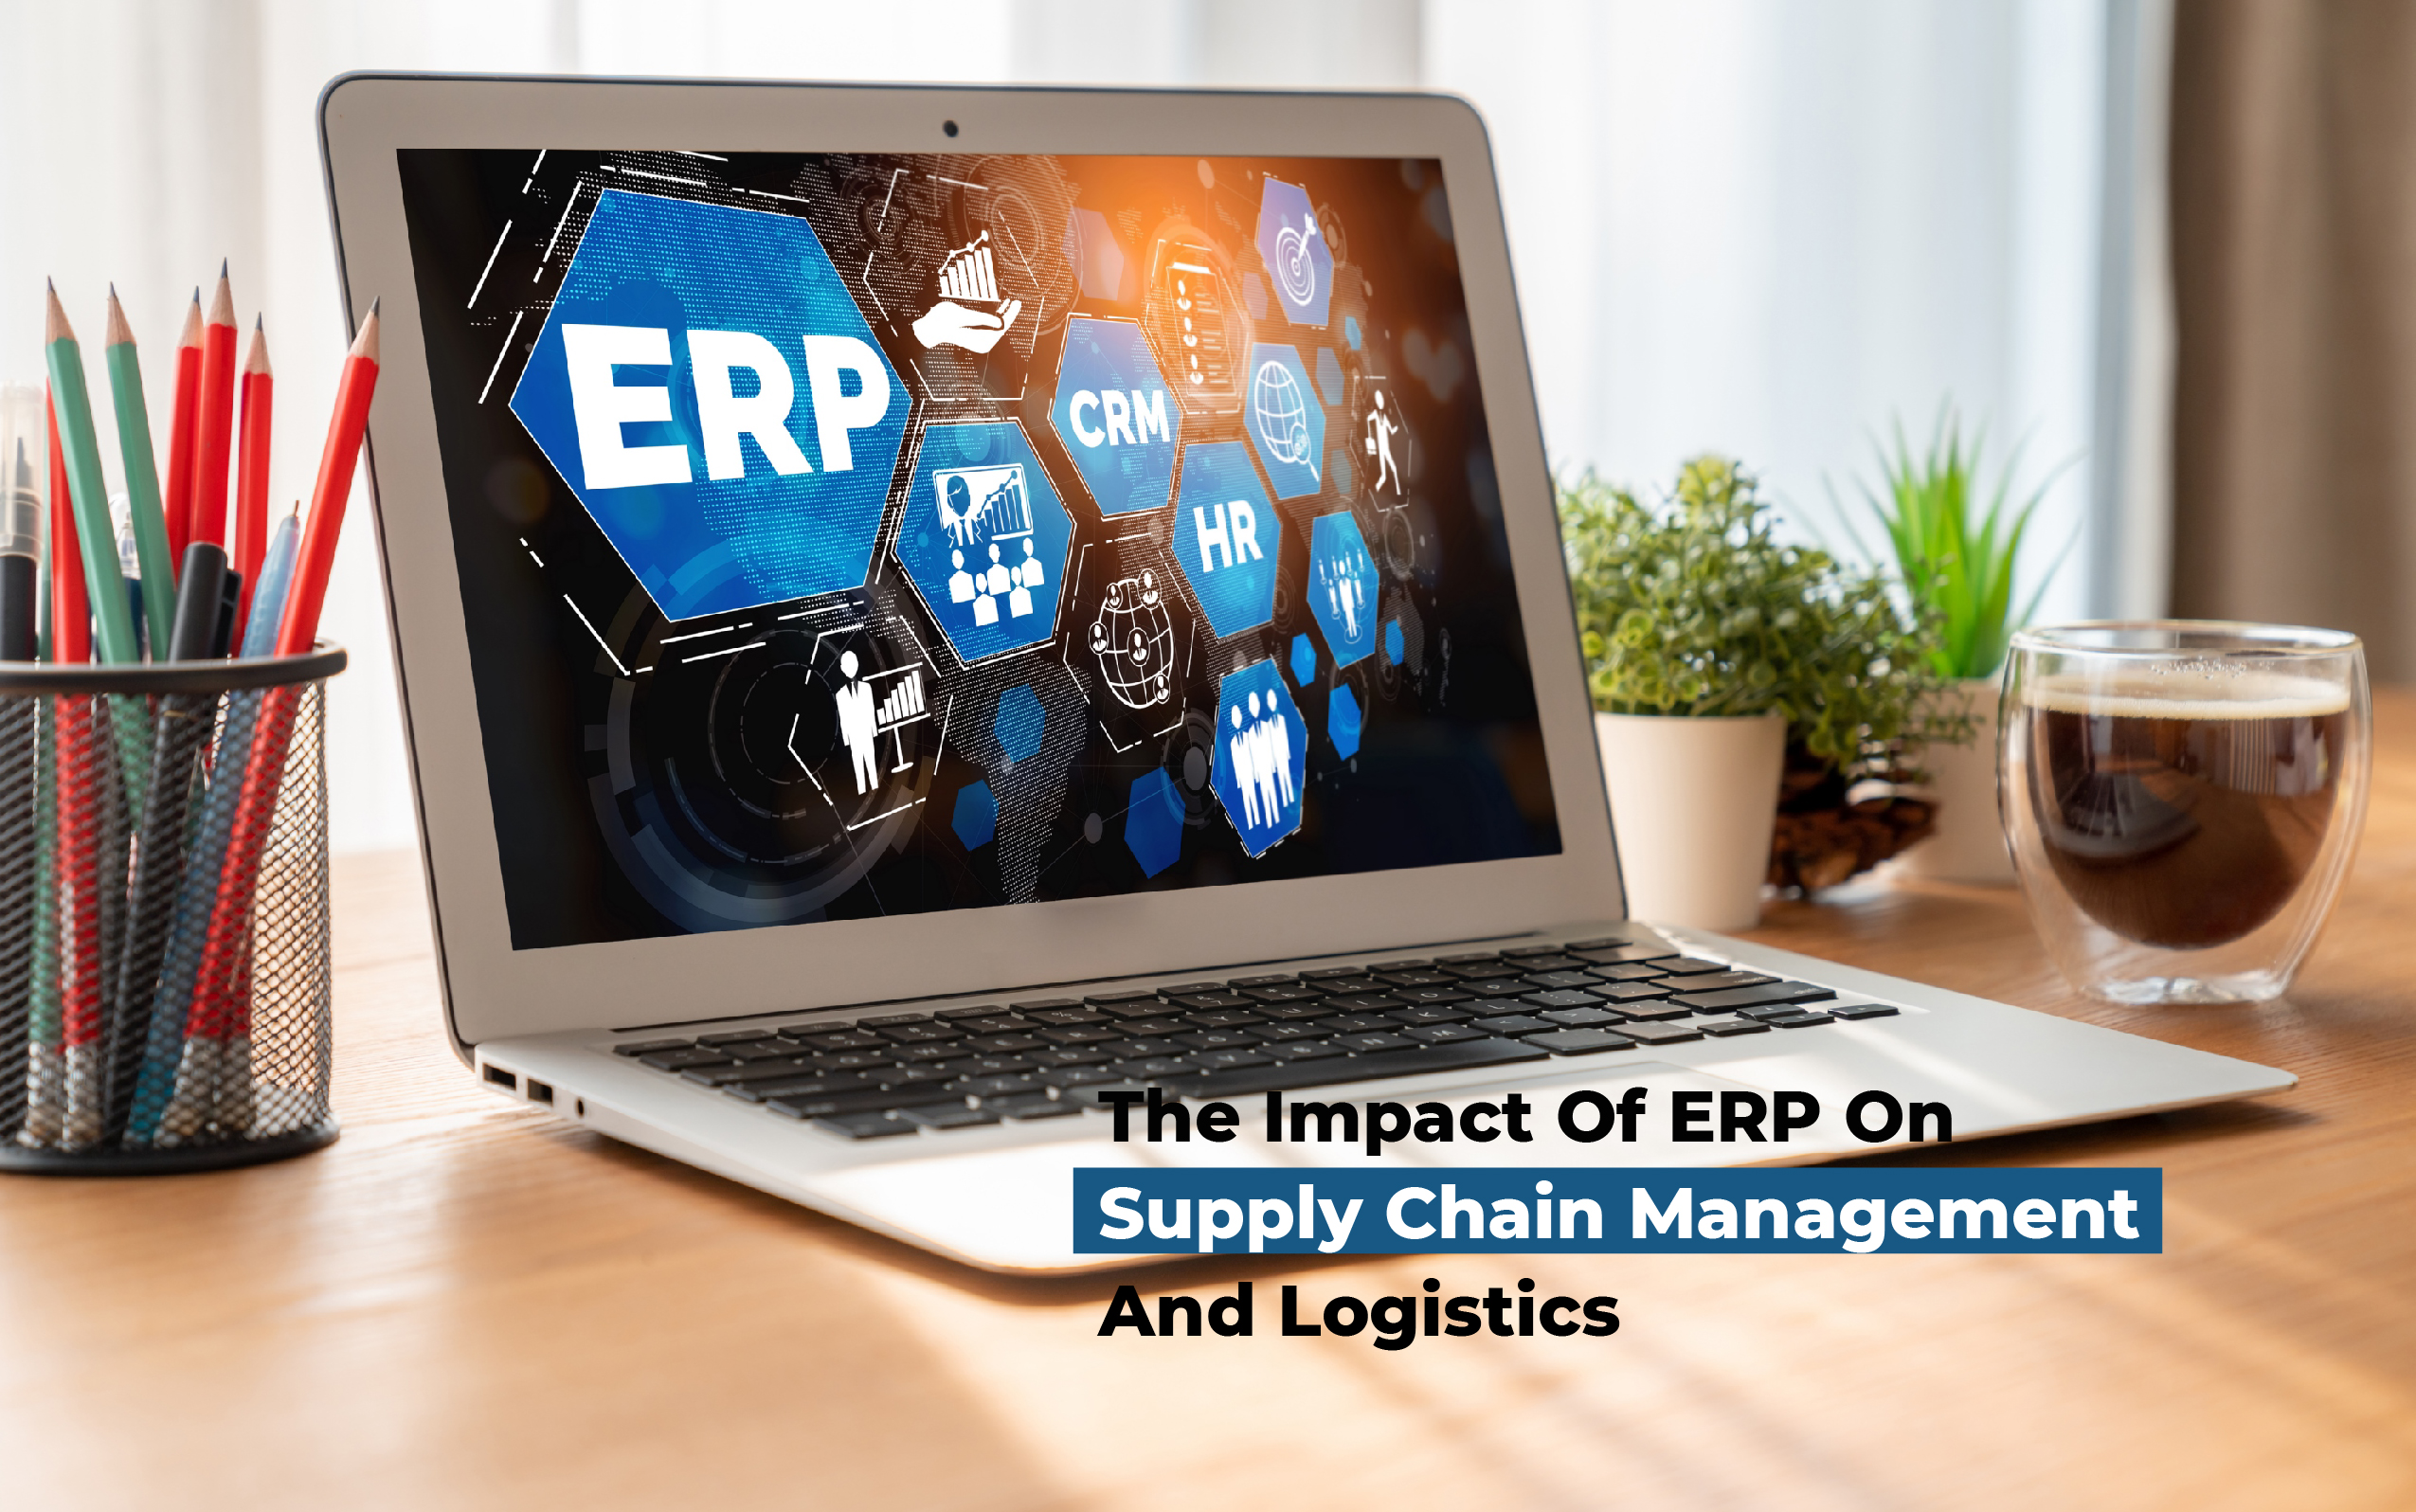 ERP
CRM
HR
The Impact Of ERP On
Supply Chain Management
And Logistics